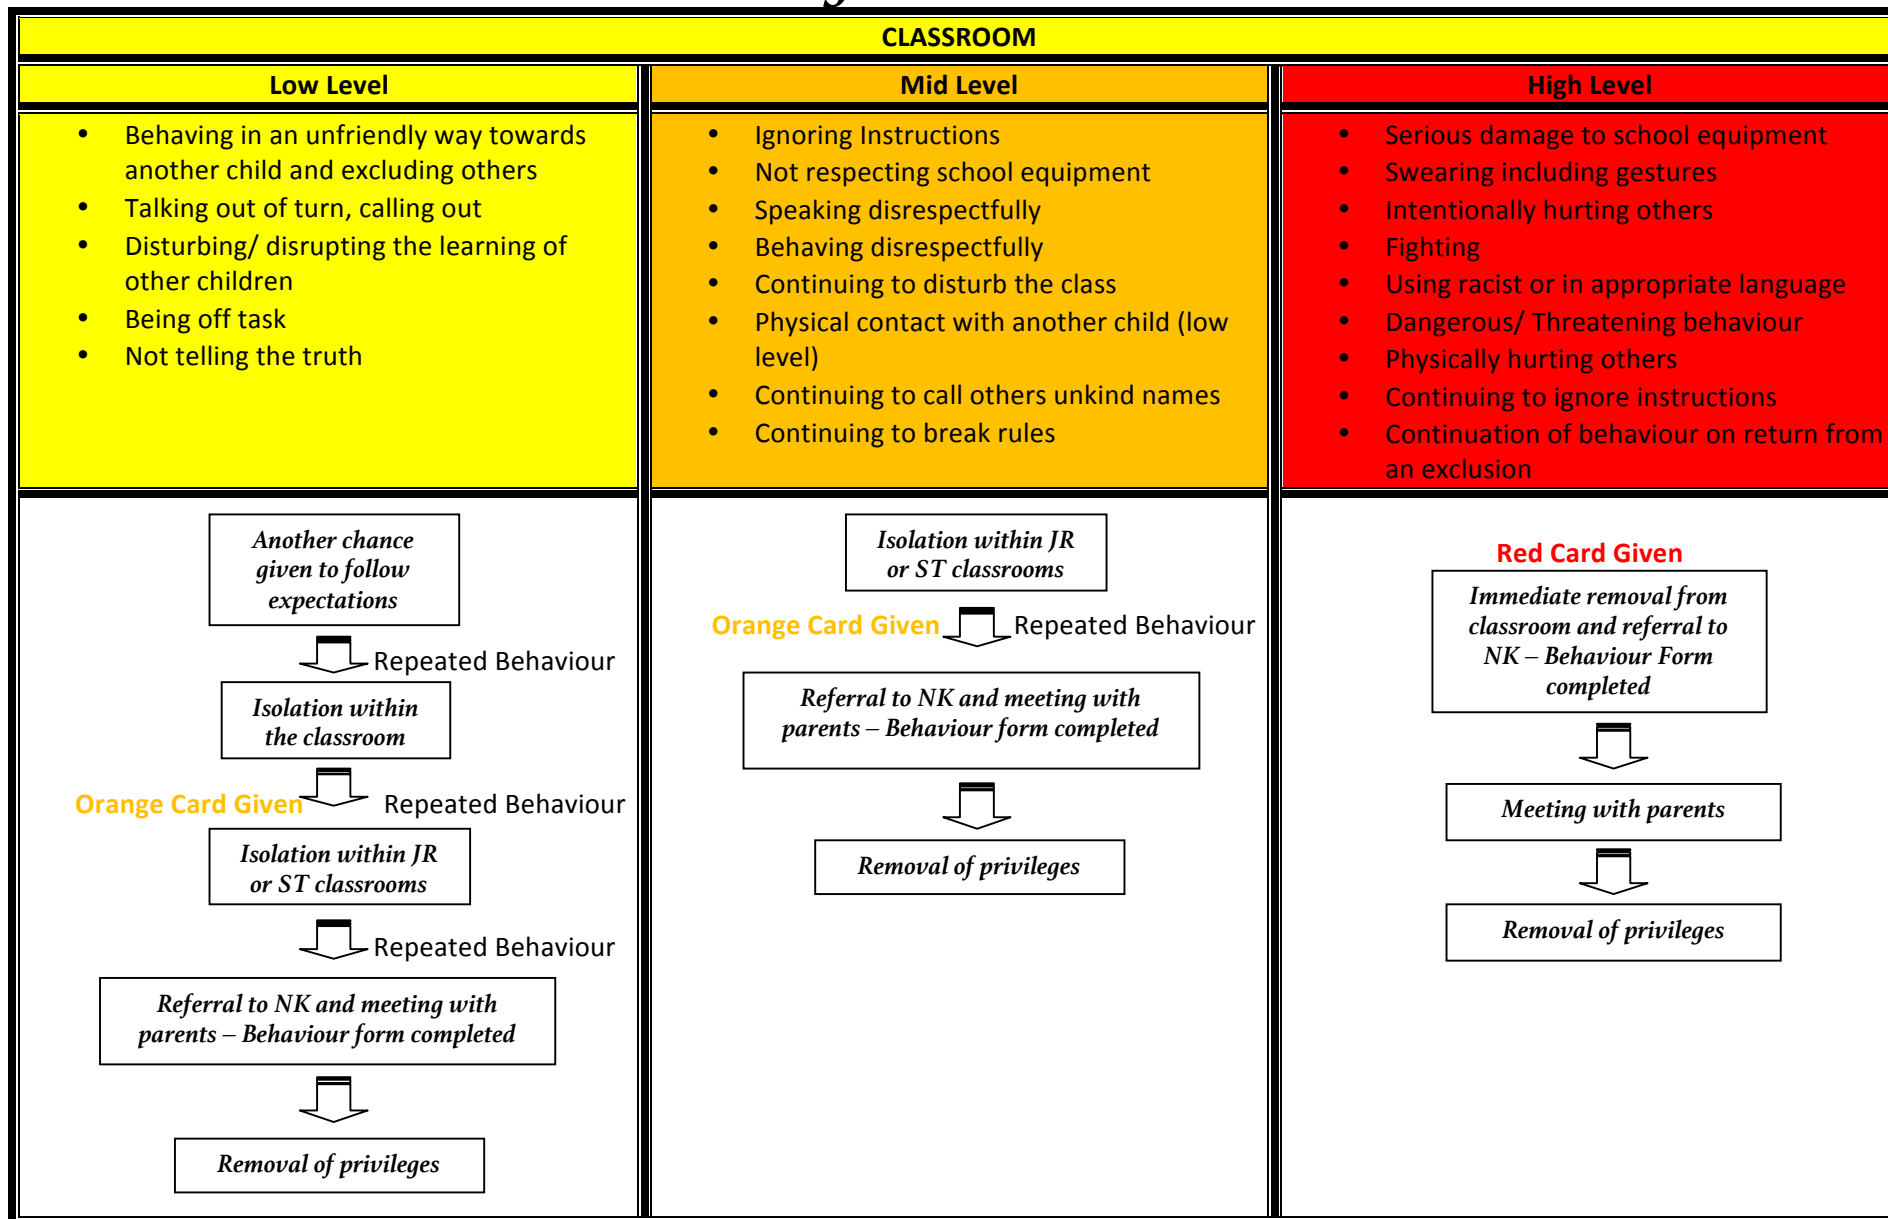 CLASSROOM
Low Level
Mid Level
High Level
• Behaving in an unfriendly way towards
another child and excluding others
• Talking out of turn, calling out
• Disturbing/ disrupting the learning of
other children
• Being off task
• Not telling the truth
• Ignoring Instructions
• Not respecting school equipment
• Speaking disrespectfully
• Behaving disrespectfully
• Continuing to disturb the class
• Physical contact with another child (low
level)
• Continuing to call others unkind names
• Continuing to break rules
• Serious damage to school equipment
• Swearing including gestures
• Intentionally hurting others
• Fighting
• Using racist or in appropriate language
• Dangerous/ Threatening behaviour
• Physically hurting others
• Continuing to ignore instructions
• Continuation of behaviour on return from
an exclusion
Another chance
given to follow
expectations
Repeated Behaviour
Isolation within
the classroom
Orange Card Given Repeated Behaviour
Isolation within JR
or ST classrooms
Repeated Behaviour
Referral to NK and meeting with
parents – Behaviour form completed
Removal of privileges
Isolation within JR
or ST classrooms
Orange Card Given Repeated Behaviour
Referral to NK and meeting with
parents – Behaviour form completed
Removal of privileges
Red Card Given
Immediate removal from
classroom and referral to
NK – Behaviour Form
completed
Meeting with parents
Removal of privileges